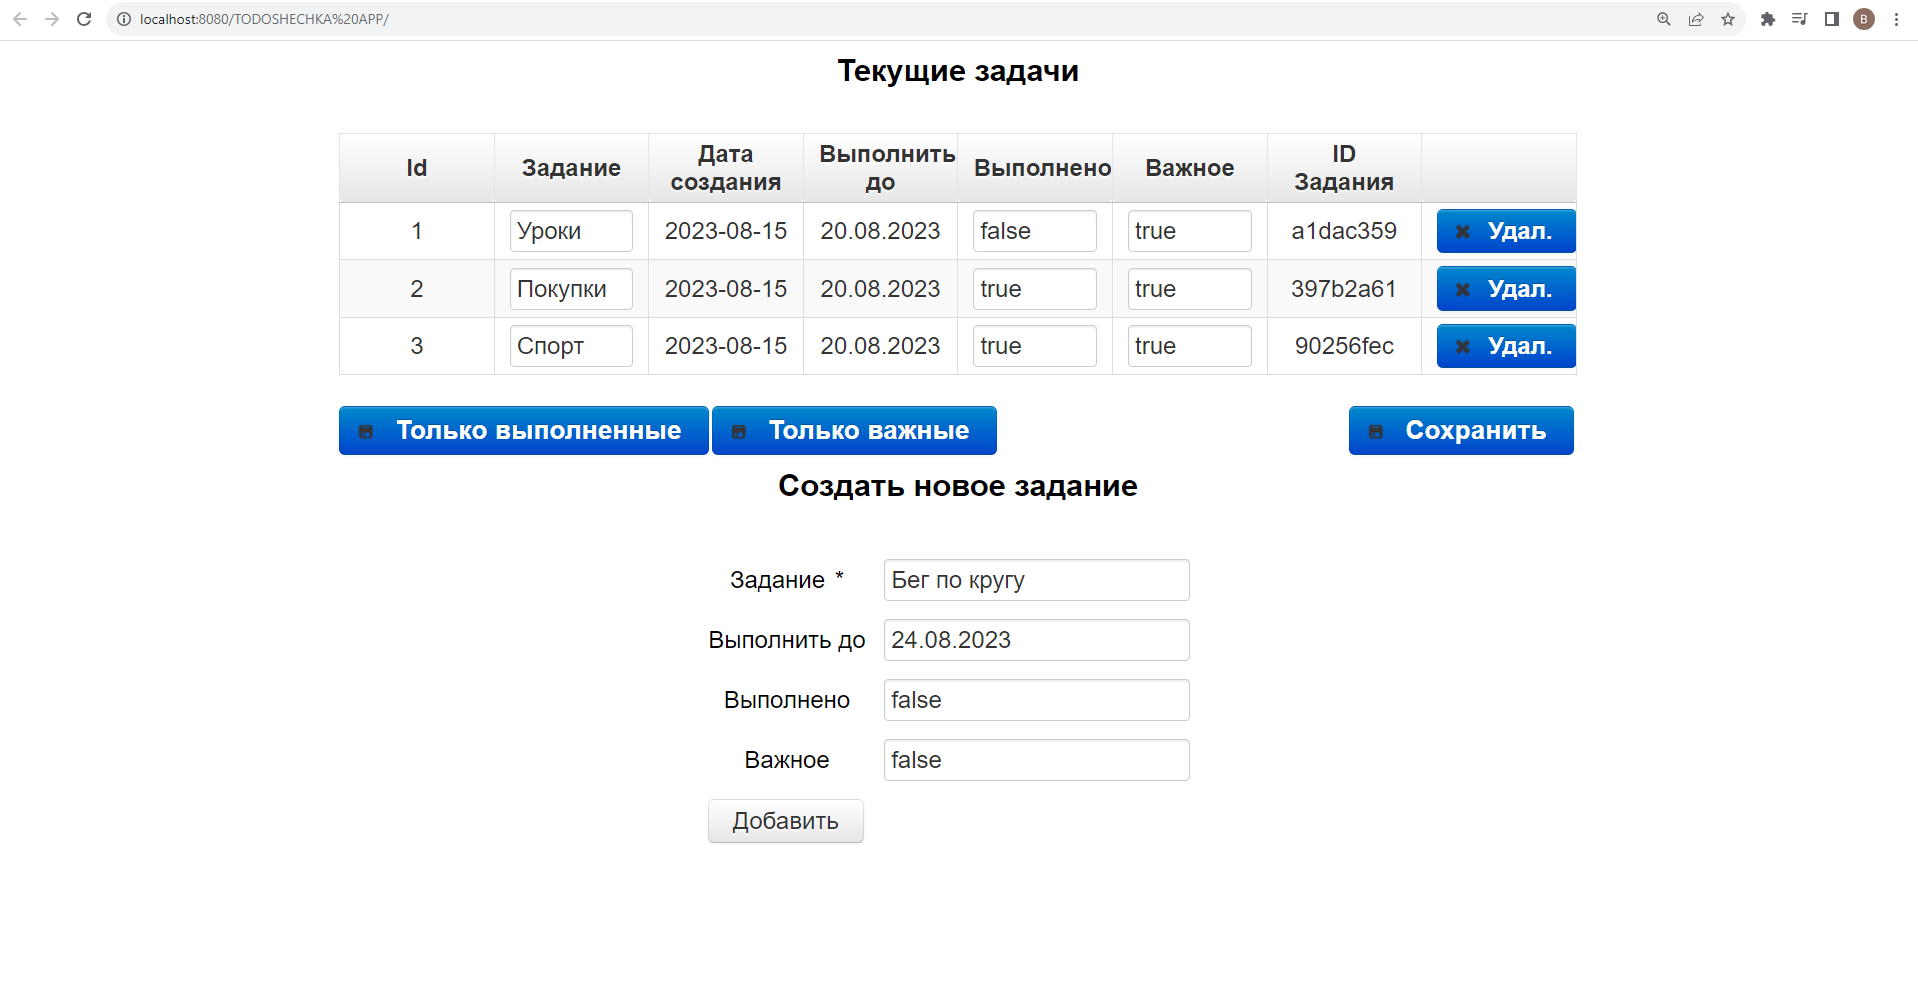 localhost:8080/TODOSHECHKA%20APP/
B
Текущие задачи
Id Задание Дата создания Выполнить до Выполнено Важное ID Задания
1 Уроки 2023-08-15 20.08.2023 false true a1dac359 Удал.
2 Покупки 2023-08-15 20.08.2023 true true 397b2a61 Удал.
3 Спорт 2023-08-15 20.08.2023 true true 90256fec Удал.
Только выполненные Только важные Сохранить
Создать новое задание
Задание * Бег по кругу
Выполнить до 24.08.2023
Выполнено false
Важное false
Добавить